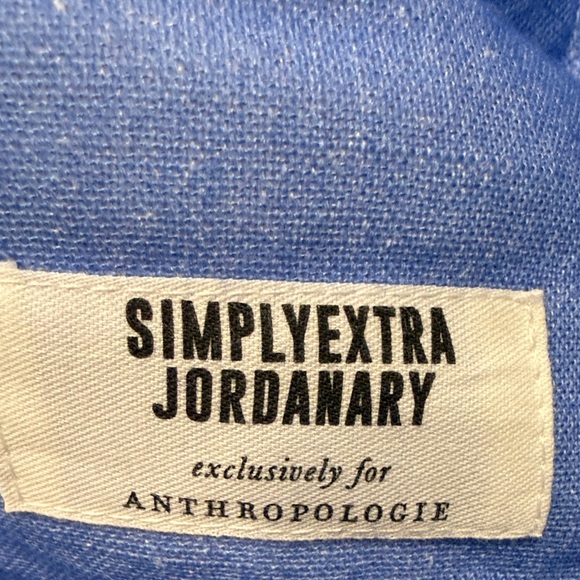 SIMPLYEXTRA
JORDANARY
exclusively for
ANTHROPOLOGIE